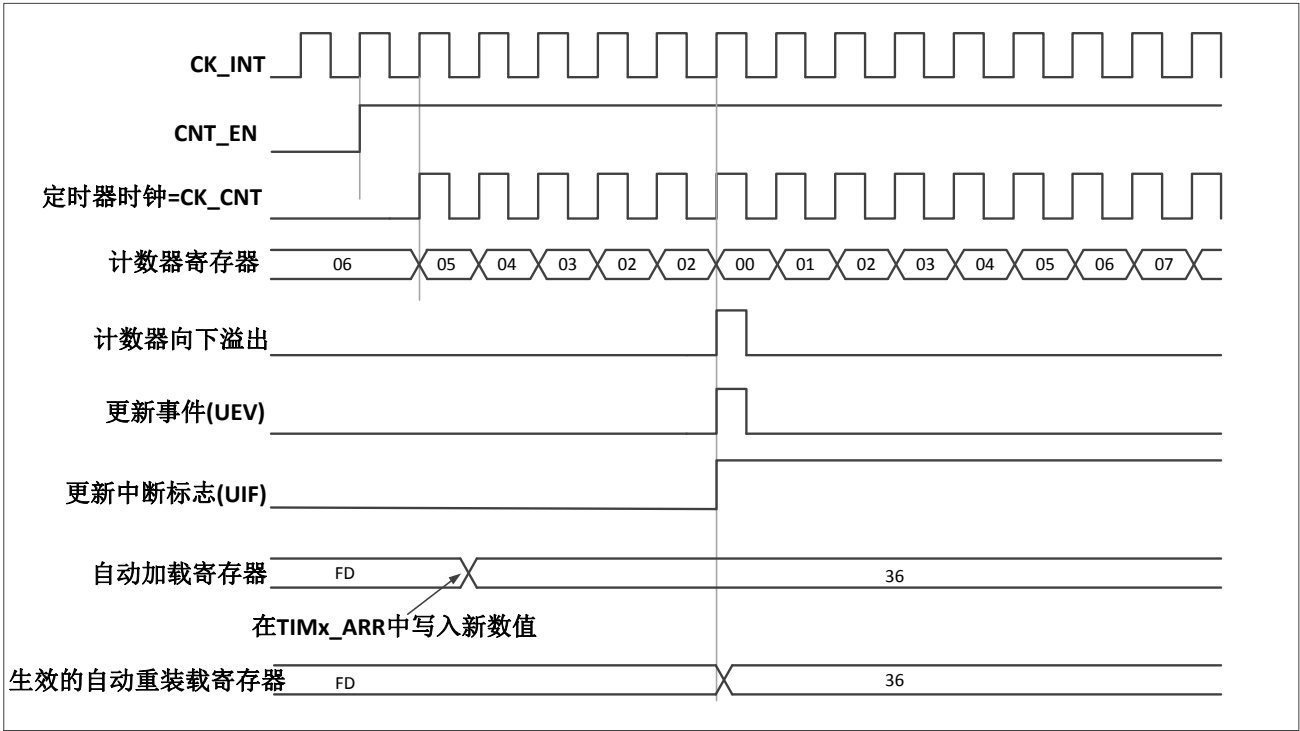 CK_INT
CNT_EN
定时器时钟=CK_CNT
计数器寄存器 06 05 04 03 02 02 00 01 02 03 04 05 06 07
计数器向下溢出
更新事件(UEV)
更新中断标志(UIF)
自动加载寄存器 FD 36
在TIMx_ARR中写入新数值
生效的自动重装载寄存器 FD 36